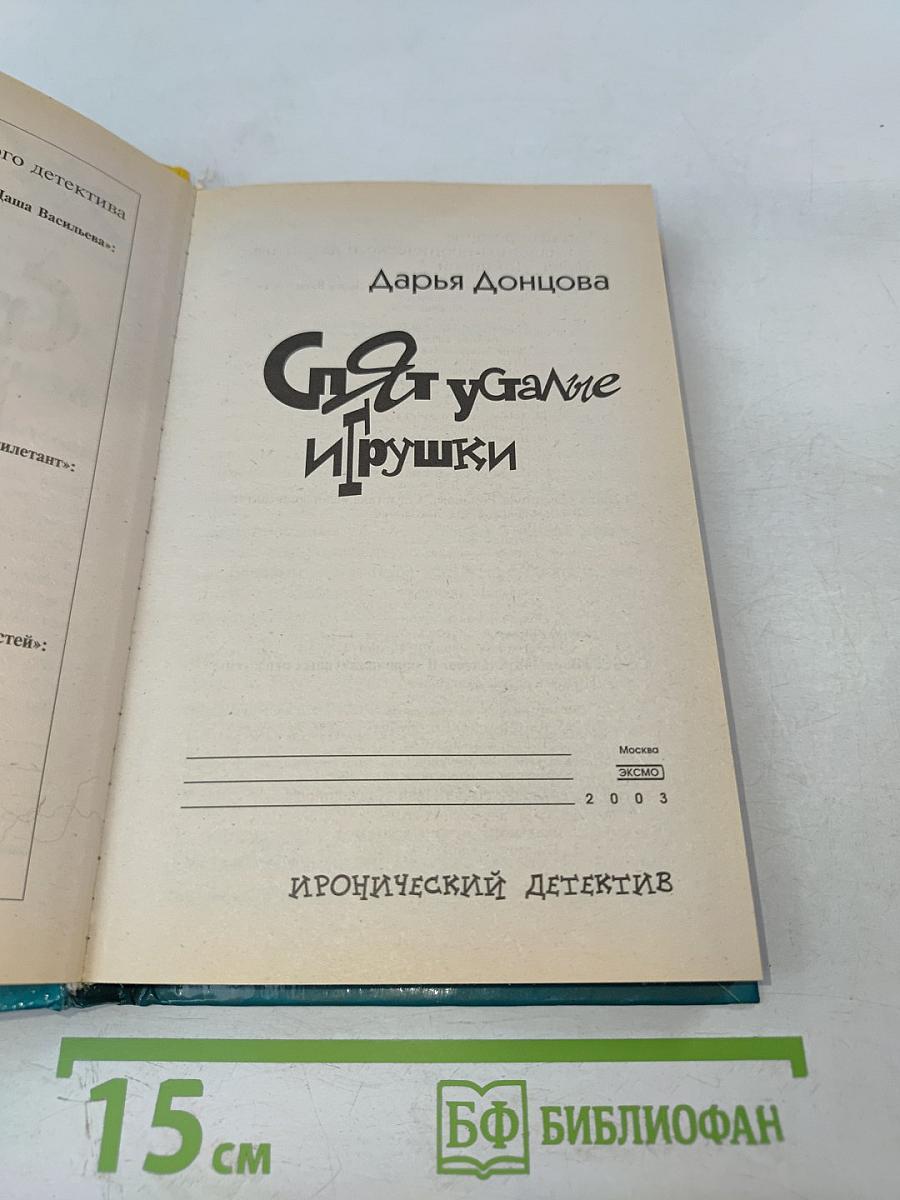 ого детектива
Даша Васильева»:
илетант»:
стей»:
Дарья Донцова
Спят усталые
игрушки
Москва
ЭКСМО
2003
ИРОНИЧЕСКИЙ ДЕТЕКТИВ
15 см
БФ БИБЛИОФАН